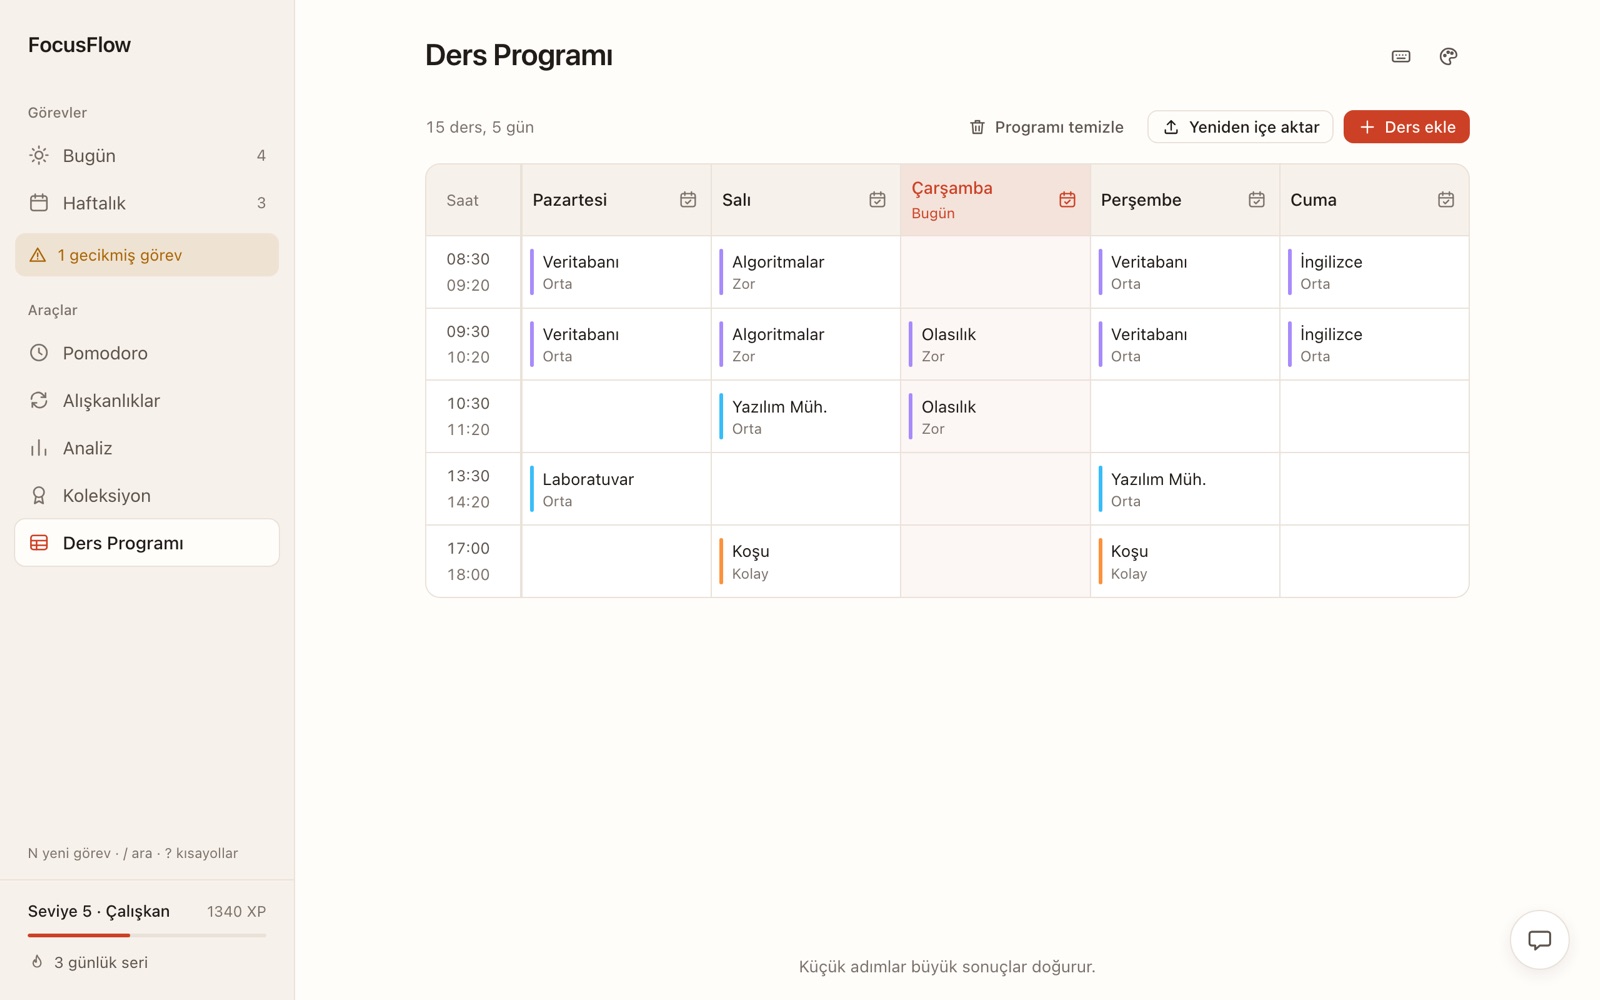 FocusFlow
Görevler
Bugün 4
Haftalık 3
1 gecikmiş görev
Araçlar
Pomodoro
Alışkanlıklar
Analiz
Koleksiyon
Ders Programı
N yeni görev · / ara · ? kısayollar
Seviye 5 · Çalışkan 1340 XP
3 günlük seri
Ders Programı
15 ders, 5 gün
Programı temizle
Yeniden içe aktar
Ders ekle
Saat Pazartesi Salı Çarşamba Perşembe Cuma
Bugün
08:30 Veritabanı Algoritmalar Veritabanı İngilizce
09:20 Orta Zor Orta Orta
09:30 Veritabanı Algoritmalar Olasılık Veritabanı İngilizce
10:20 Orta Zor Zor Orta Orta
10:30 Yazılım Müh. Olasılık
11:20 Orta Zor
13:30 Laboratuvar Yazılım Müh.
14:20 Orta Orta
17:00 Koşu Koşu
18:00 Kolay Kolay
Küçük adımlar büyük sonuçlar doğurur.